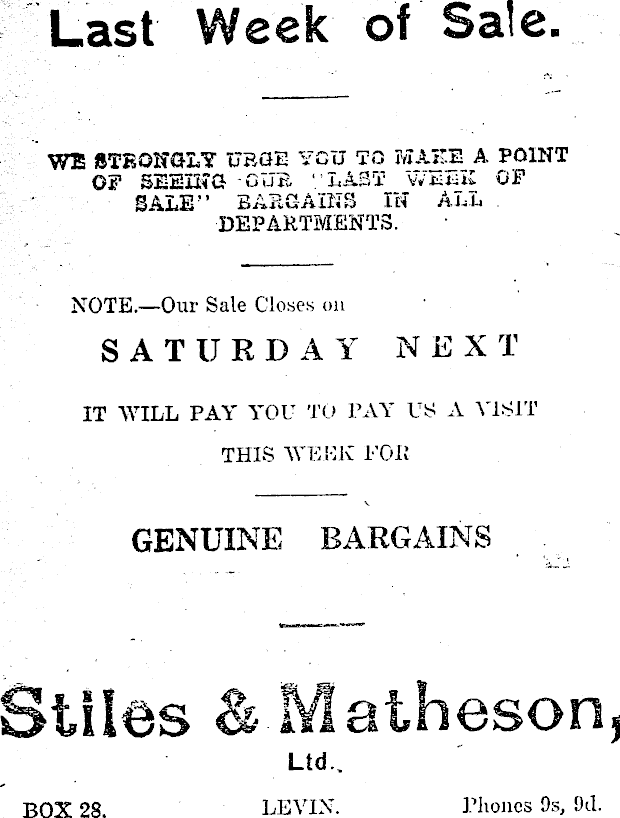 Last Week of Sale.
WE STRONGLY URGE YOU TO MAKE A POINT
OF SEEING OUR "LAST WEEK OF
SALE" BARGAINS IN ALL
DEPARTMENTS.
NOTE.—Our Sale Closes on
SATURDAY NEXT
IT WILL PAY YOU TO PAY US A VISIT
THIS WEEK FOR
GENUINE BARGAINS
Stiles & Matheson,
Ltd.
BOX 28. LEVIN. Phones 9s, 9d.